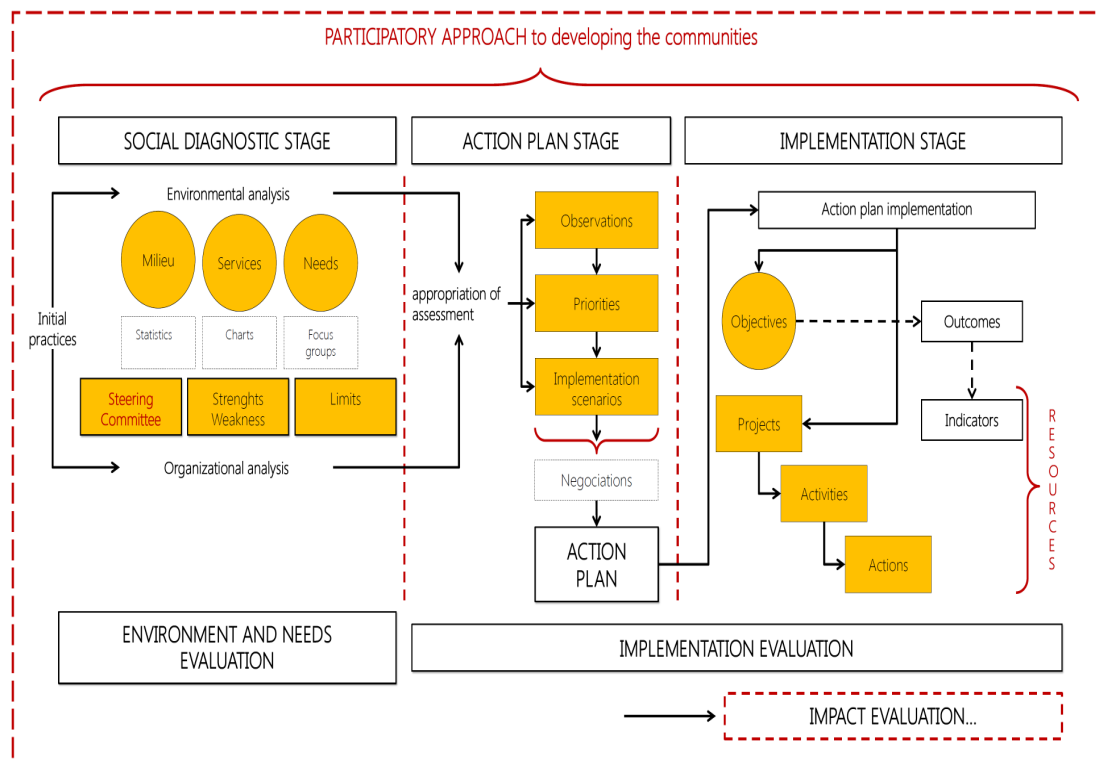 PARTICIPATORY APPROACH to developing the communities
SOCIAL DIAGNOSTIC STAGE
ACTION PLAN STAGE
IMPLEMENTATION STAGE
Environmental analysis
Milieu
Services
Needs
Initial
practices
Statistics
Charts
Focus
groups
Steering
Committee
Strenghts
Weakness
Limits
Organizational analysis
appropriation of
assessment
Observations
Priorities
Implementation
scenarios
Negociations
ACTION
PLAN
Action plan implementation
Objectives
Outcomes
Indicators
Projects
Activities
Actions
RESOURCES
ENVIRONMENT AND NEEDS
EVALUATION
IMPLEMENTATION EVALUATION
IMPACT EVALUATION...